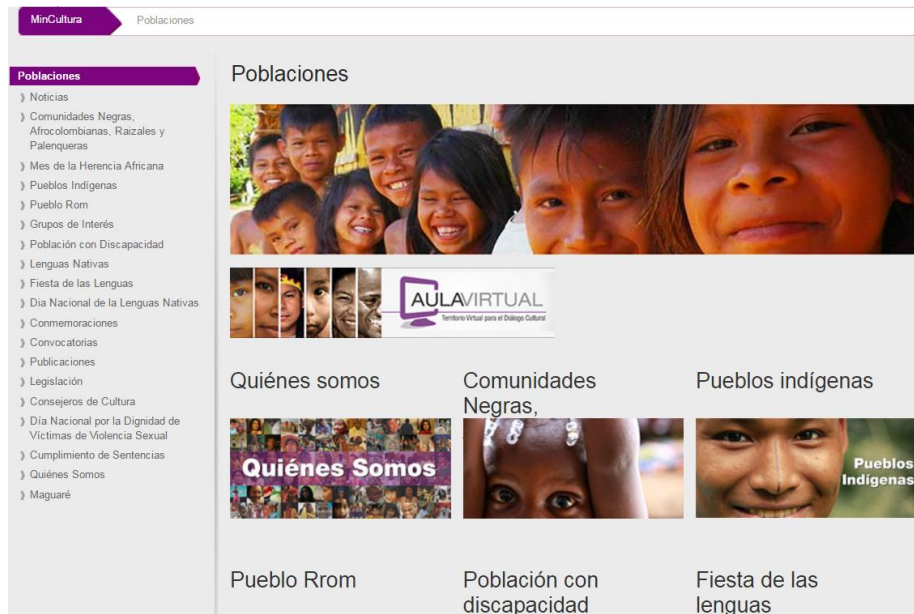 MinCultura
Poblaciones
Poblaciones
Noticias
Comunidades Negras,
Afrocolombianas, Raizales y
Palenqueras
Mes de la Herencia Africana
Pueblos Indígenas
Pueblo Rom
Grupos de Interés
Población con Discapacidad
Lenguas Nativas
Fiesta de las Lenguas
Dia Nacional de la Lenguas Nativas
Conmemoraciones
Convocatorias
Publicaciones
Legislación
Consejeros de Cultura
Día Nacional por la Dignidad de
Víctimas de Violencia Sexual
Cumplimiento de Sentencias
Quiénes Somos
Maguaré
Poblaciones
AULAVIRTUAL
Territorio Virtual para el Diálogo Cultural
Quiénes somos
Quiénes Somos
Comunidades
Negras,
Pueblos indígenas
Pueblos
Indígenas
Pueblo Rrom
Población con
discapacidad
Fiesta de las
lenguas